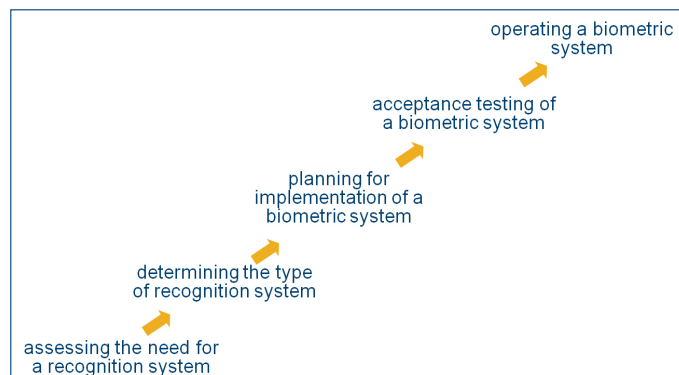 operating a biometric
system
acceptance testing of
a biometric system
planning for
implementation of a
biometric system
determining the type
of recognition system
assessing the need for
a recognition system